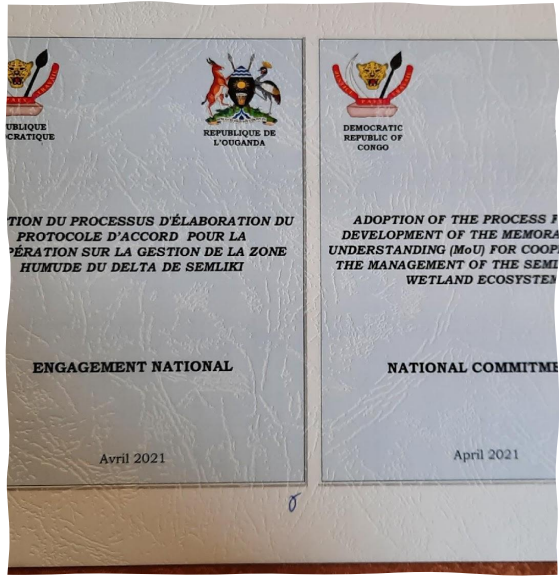 UBLIQUE
CRATIQUE
REPUBLIQUE DE
L'OUGANDA
TION DU PROCESSUS D'ÉLABORATION DU
PROTOCOLE D'ACCORD POUR LA
PÉRATION SUR LA GESTION DE LA ZONE
HUMUDE DU DELTA DE SEMLIKI
ENGAGEMENT NATIONAL
Avril 2021
DEMOCRATIC
REPUBLIC OF
CONGO
ADOPTION OF THE PROCESS F
DEVELOPMENT OF THE MEMORA
UNDERSTANDING (MoU) FOR COOP
THE MANAGEMENT OF THE SEMI
WETLAND ECOSYSTEM
NATIONAL COMMITME
April 2021